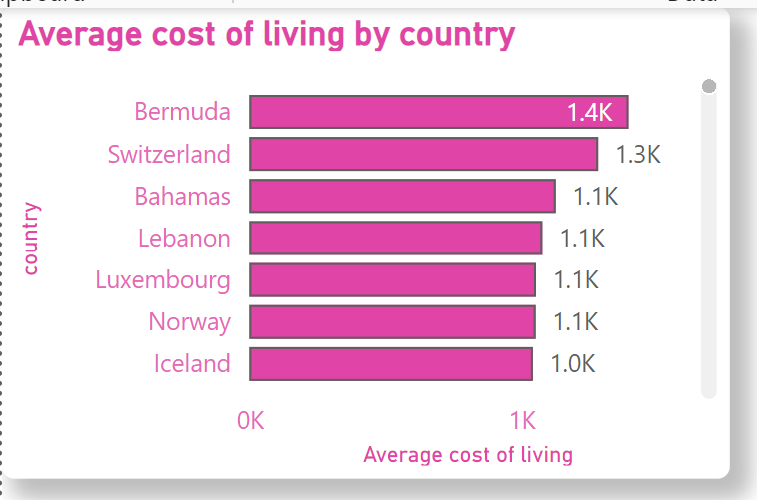 Average cost of living by country
country
Bermuda 1.4K
Switzerland 1.3K
Bahamas 1.1K
Lebanon 1.1K
Luxembourg 1.1K
Norway 1.1K
Iceland 1.0K
0K 1K
Average cost of living